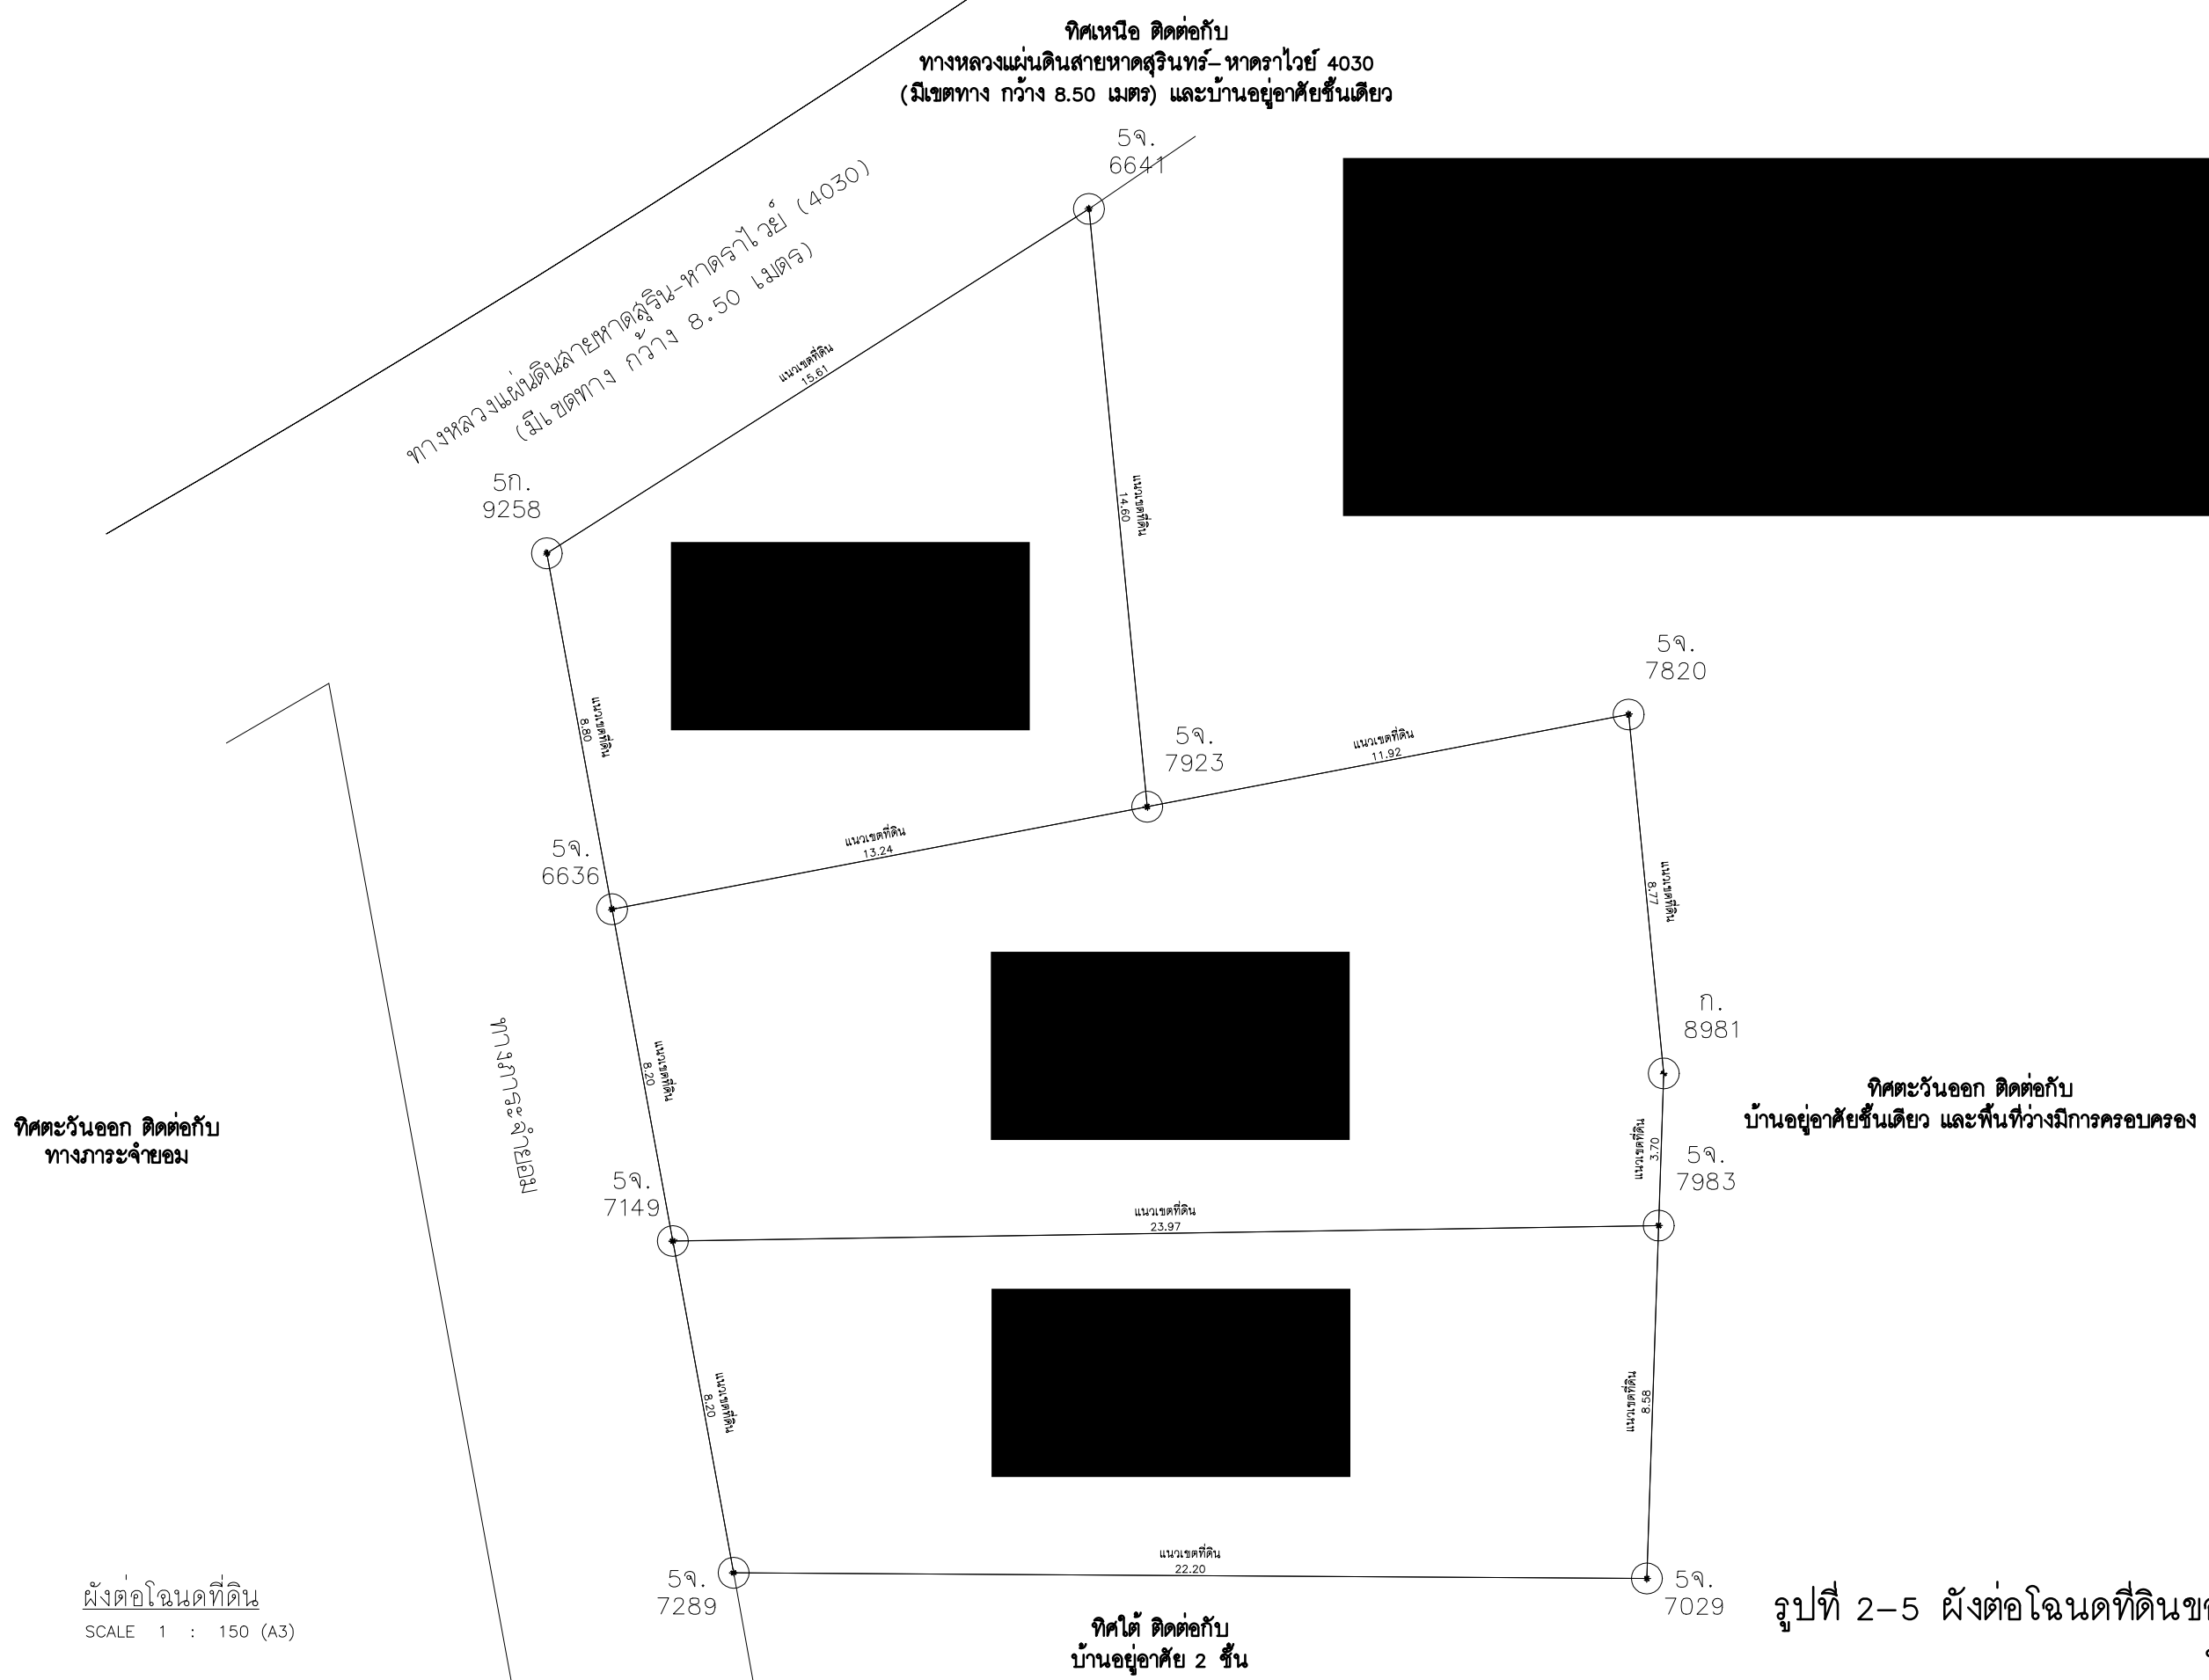 ทิศเหนือ ติดต่อกับ
ทางหลวงแผ่นดินสายหาดสุรินทร์-หาดราไวย์ 4030
(มีเขตทาง กว้าง 8.50 เมตร) และบ้านอยู่อาศัยชั้นเดียว
5จ.
6641
ทางหลวงแผ่นดินสายหาดสุริน-หาดราไวย์ (4030)
(มีเขตทาง กว้าง 8.50 เมตร)
แนวเขตที่ดิน
15.61
5ก.
9258
แนวเขตที่ดิน
14.60
5จ.
7820
แนวเขตที่ดิน
8.80
5จ.
7923
แนวเขตที่ดิน
11.92
แนวเขตที่ดิน
13.24
5จ.
6636
แนวเขตที่ดิน
8.77
ก.
8981
แนวเขตที่ดิน
8.20
ทางภาระจำยอม
ทิศตะวันออก ติดต่อกับ
ทางภาระจำยอม
ทิศตะวันออก ติดต่อกับ
บ้านอยู่อาศัยชั้นเดียว และพื้นที่ว่างมีการครอบครอง
แนวเขตที่ดิน
3.70
5จ.
7983
5จ.
7149
แนวเขตที่ดิน
23.97
แนวเขตที่ดิน
8.20
แนวเขตที่ดิน
8.58
แนวเขตที่ดิน
22.20
5จ.
7289
5จ.
7029
ผังต่อโฉนดที่ดิน
SCALE 1 : 150 (A3)
ทิศใต้ ติดต่อกับ
บ้านอยู่อาศัย 2 ชั้น
รูปที่ 2-5 ผังต่อโฉนดที่ดินขอ